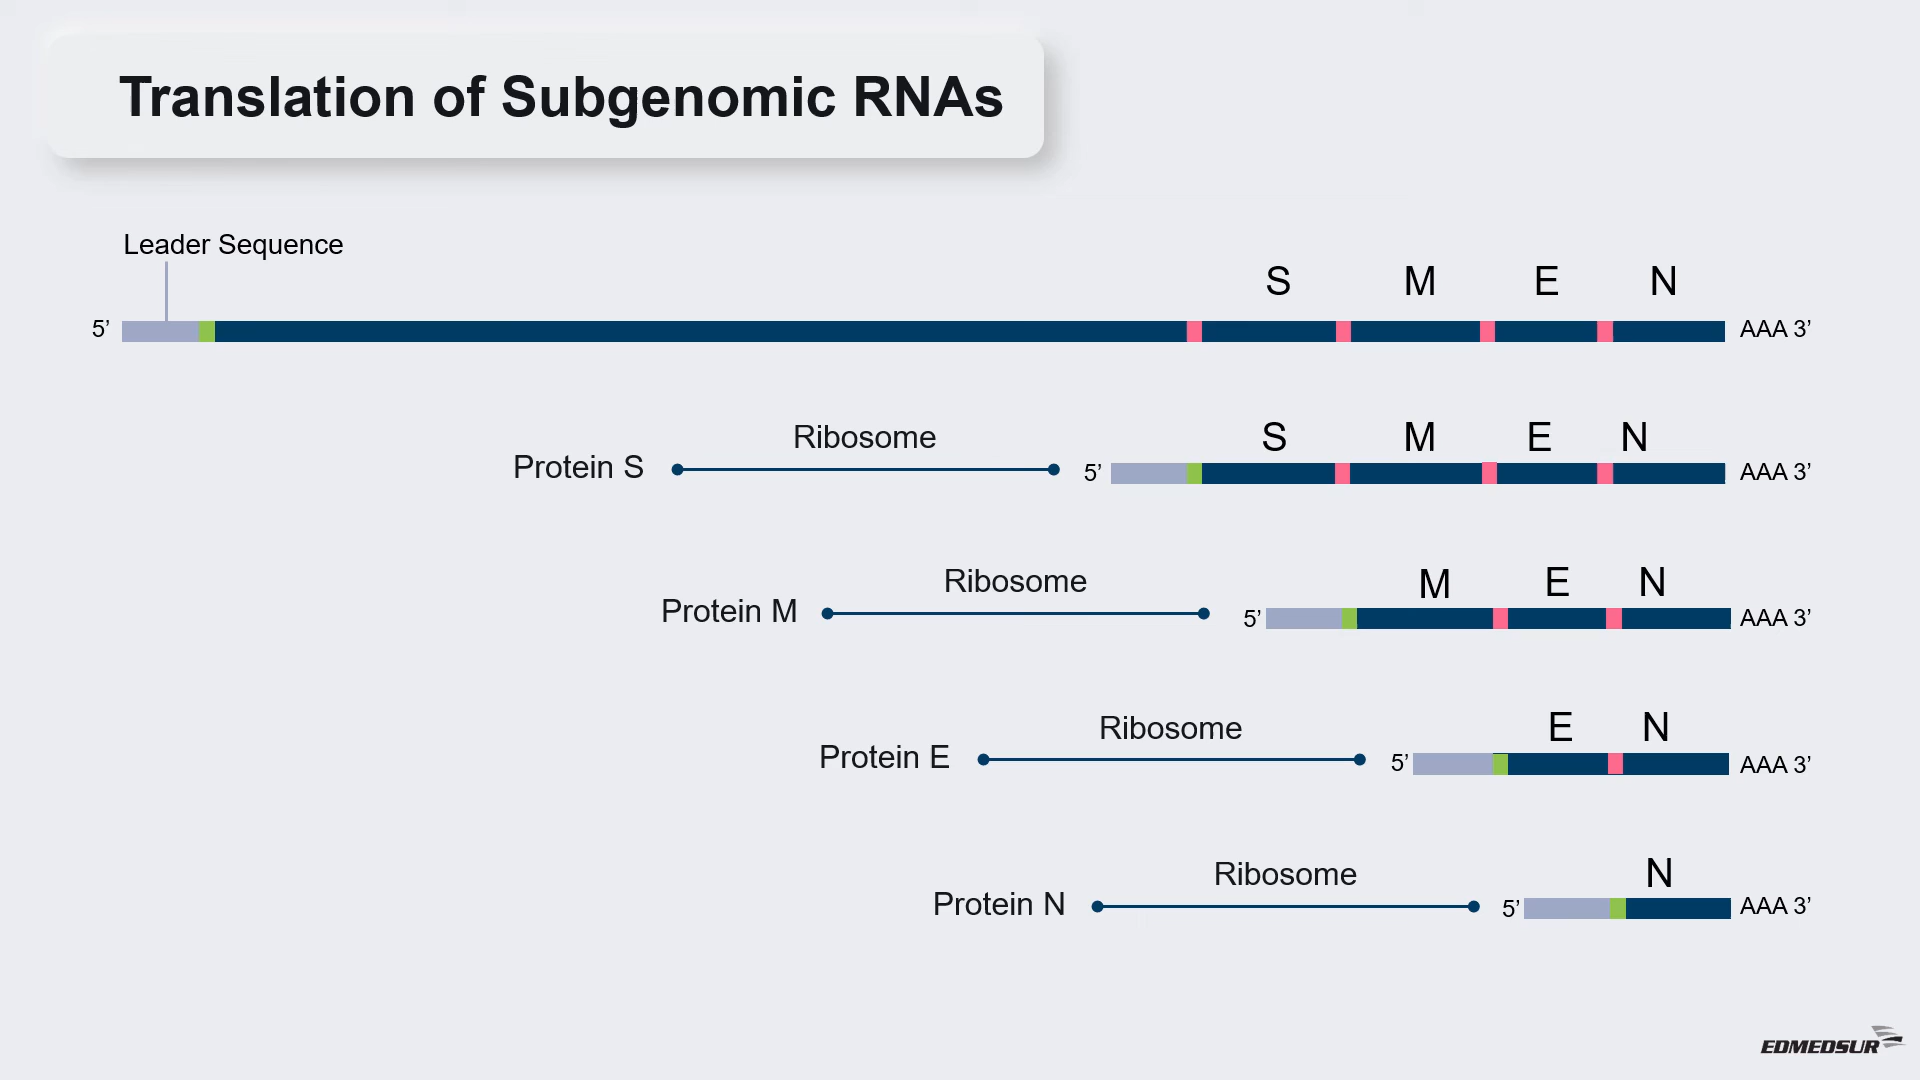 Translation of Subgenomic RNAs
Leader Sequence
S M E N
5’ AAA 3’
Ribosome
S M E N
Protein S
5’ AAA 3’
Ribosome
M E N
Protein M
5’ AAA 3’
Ribosome
E N
Protein E
5’ AAA 3’
Ribosome
N
Protein N
5’ AAA 3’
EDMEDSUR